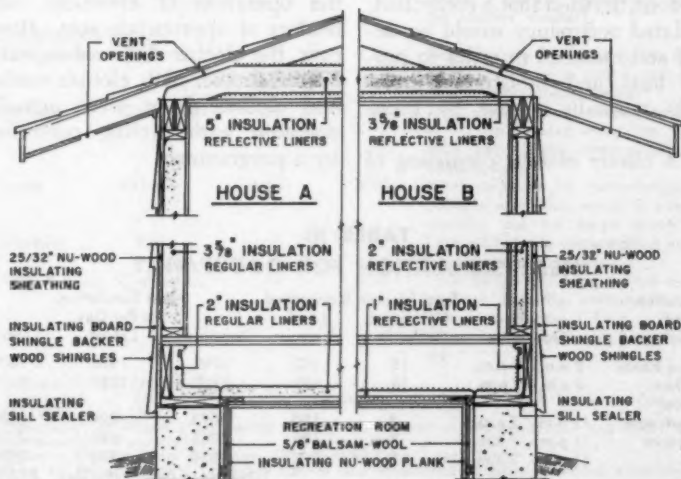 VENT
OPENINGS
VENT
OPENINGS
INSULATION
REFLECTIVE LINERS
3 5/8" INSULATION
REFLECTIVE LINERS
HOUSE A
HOUSE B
25/32" NU-WOOD
INSULATING
SHEATHING
3 5/8" INSULATION
REGULAR LINERS
2" INSULATION
REFLECTIVE LINERS
25/32" NU-WOOD
INSULATING
SHEATHING
2" INSULATION
REGULAR LINERS
1" INSULATION
REFLECTIVE LINERS
INSULATING BOARD
SHINGLE BACKER
WOOD SHINGLES
INSULATING BOARD
SHINGLE BACKER
WOOD SHINGLES
INSULATING
SILL SEALER
INSULATING
SILL SEALER
RECREATION ROOM
5/8" BALSAM-WOOL
INSULATING NU-WOOD PLANK